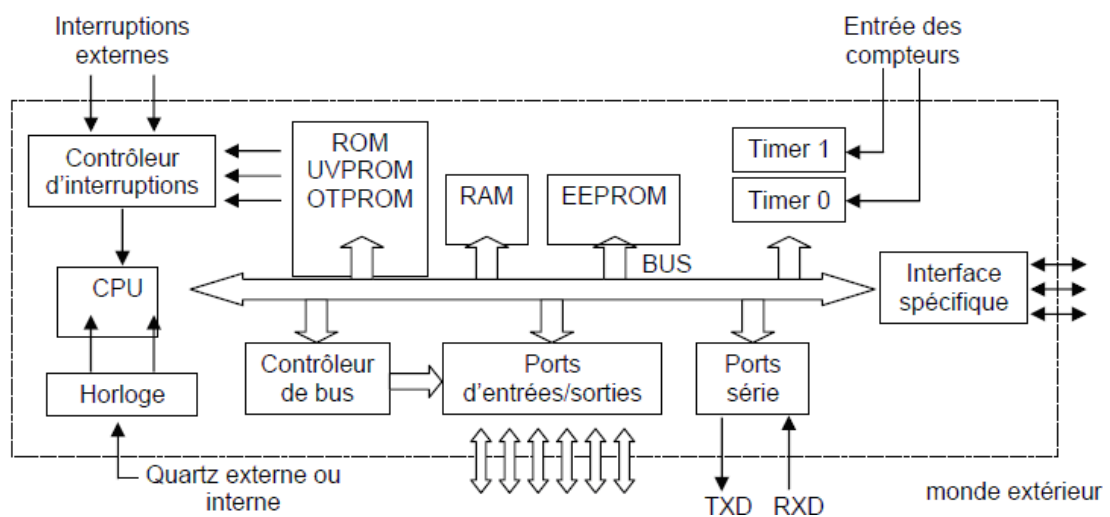 Interruptions
externes
Entrée des
compteurs
Contrôleur
d'interruptions
ROM
UVPROM
OTPROM
RAM
EEPROM
Timer 1
Timer 0
BUS
CPU
Interface
spécifique
Horloge
Contrôleur
de bus
Ports
d'entrées/sorties
Ports
série
Quartz externe ou
interne
TXD
RXD
monde extérieur